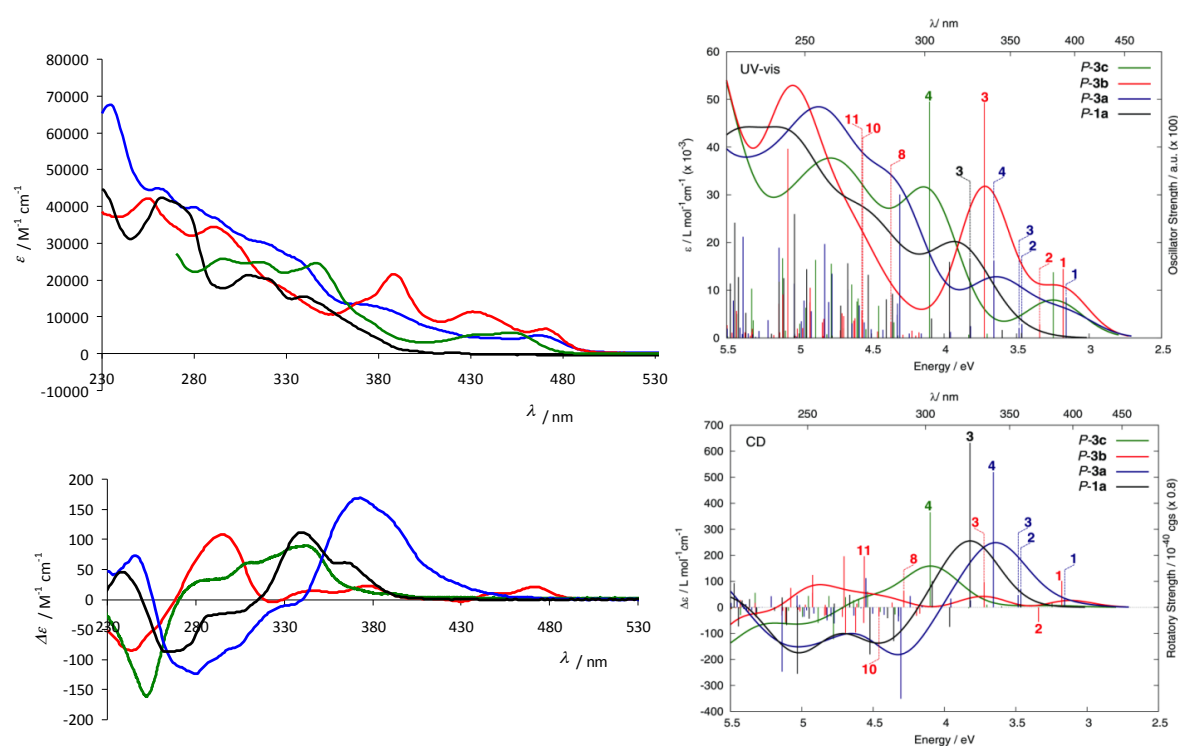 ε / M⁻¹ cm⁻¹
80000
70000
60000
50000
40000
30000
20000
10000
0
-10000
230 280 330 380 430 480 530
λ / nm
λ/ nm
250 300 350 400 450
UV-vis
P-3c
P-3b
P-3a
P-1a
ε / L mol⁻¹cm⁻¹ (x 10⁻³)
60
50
40
30
20
10
0
11
10
8
4
3
3
4
3
2
2
1
1
5.5 5 4.5 4 3.5 3 2.5
Energy / eV
Oscillator Strength / a.u. (x 100)
Δε / M⁻¹ cm⁻¹
200
150
100
50
0
-50
-100
-150
-200
230 280 330 380 430 480 530
λ / nm
λ/ nm
250 300 350 400 450
CD
P-3c
P-3b
P-3a
P-1a
Δε / L mol⁻¹cm⁻¹
700
600
500
400
300
200
100
0
-100
-200
-300
-400
11
10
8
4
3
3
4
3
2
1
2
1
5.5 5 4.5 4 3.5 3 2.5
Energy / eV
Rotatory Strength / 10⁻⁴⁰ cgs (x 0.8)